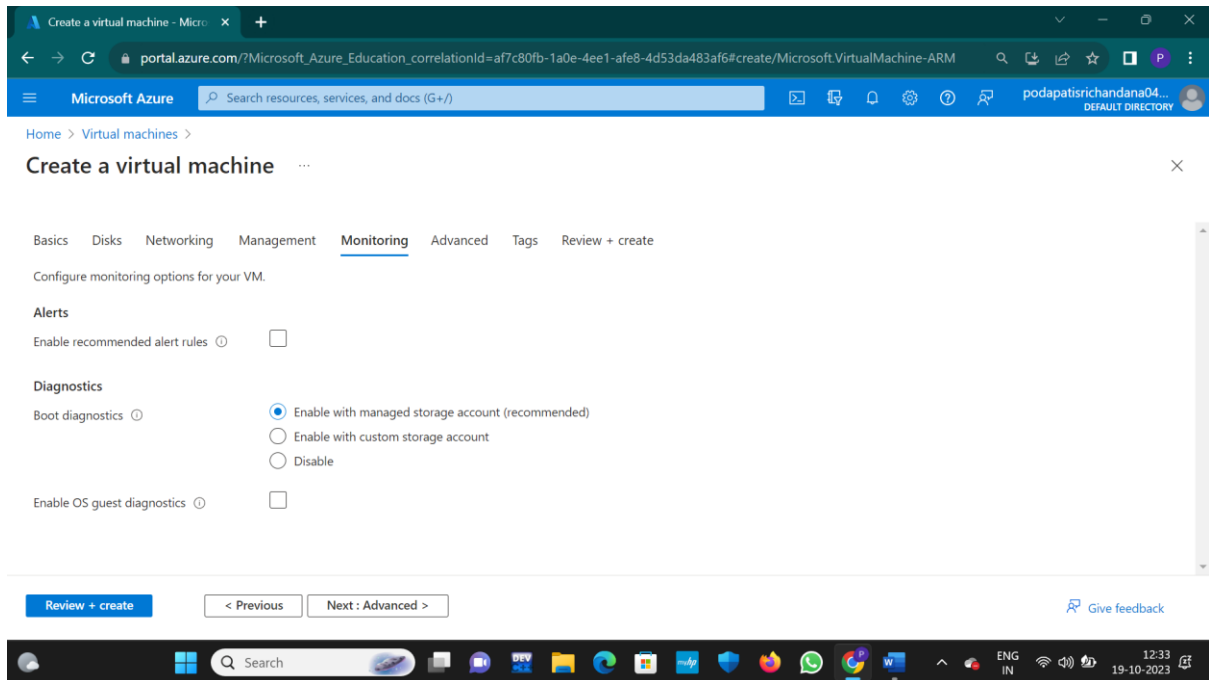 Create a virtual machine - Micro
portal.azure.com/?Microsoft_Azure_Education_correlationId=af7c80fb-1a0e-4ee1-afe8-4d53da483af6#create/Microsoft.VirtualMachine-ARM
P
Microsoft Azure
Search resources, services, and docs (G+/)
podapatisrichandana04...
DEFAULT DIRECTORY
Home > Virtual machines >
Create a virtual machine ...
Basics Disks Networking Management Monitoring Advanced Tags Review + create
Configure monitoring options for your VM.
Alerts
Enable recommended alert rules
Diagnostics
Boot diagnostics
Enable with managed storage account (recommended)
Enable with custom storage account
Disable
Enable OS guest diagnostics
Review + create
< Previous
Next : Advanced >
Give feedback
Search
DEV
myhp
P
W
ENG
IN
12:33
19-10-2023